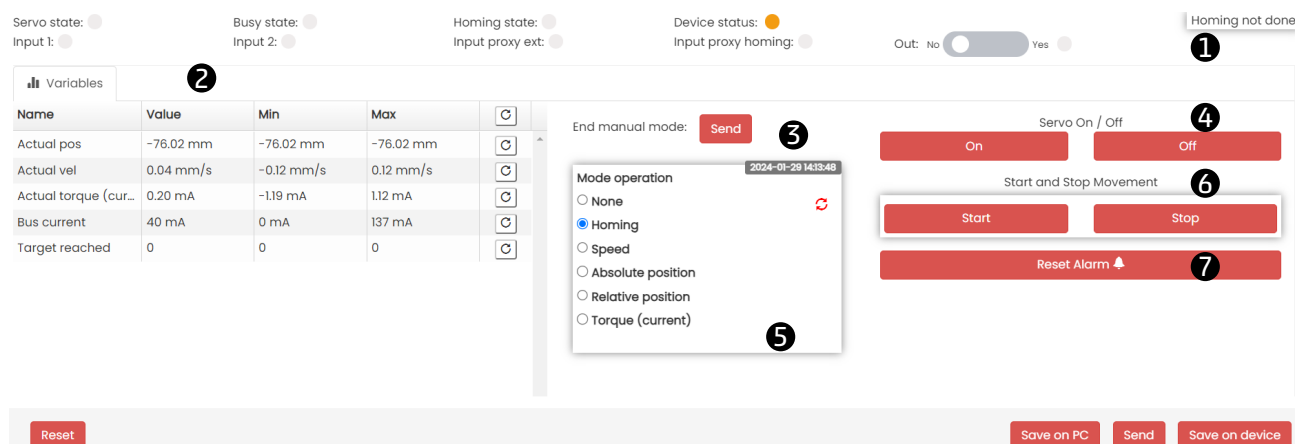 Servo state: Busy state: Homing state: Device status: Homing not done
Input 1: Input 2: Input proxy ext: Input proxy homing: Out: No Yes
1
Variables 2
Name Value Min Max
Actual pos -76.02 mm -76.02 mm -76.02 mm
Actual vel 0.04 mm/s -0.12 mm/s 0.12 mm/s
Actual torque (cur... 0.20 mA -1.19 mA 1.12 mA
Bus current 40 mA 0 mA 137 mA
Target reached 0 0 0
End manual mode: Send 3
2024-01-29 14:13:48
Mode operation
None
Homing
Speed
Absolute position
Relative position
Torque (current)
5
Servo On / Off 4
On Off
Start and Stop Movement 6
Start Stop
Reset Alarm 7
Reset Save on PC Send Save on device